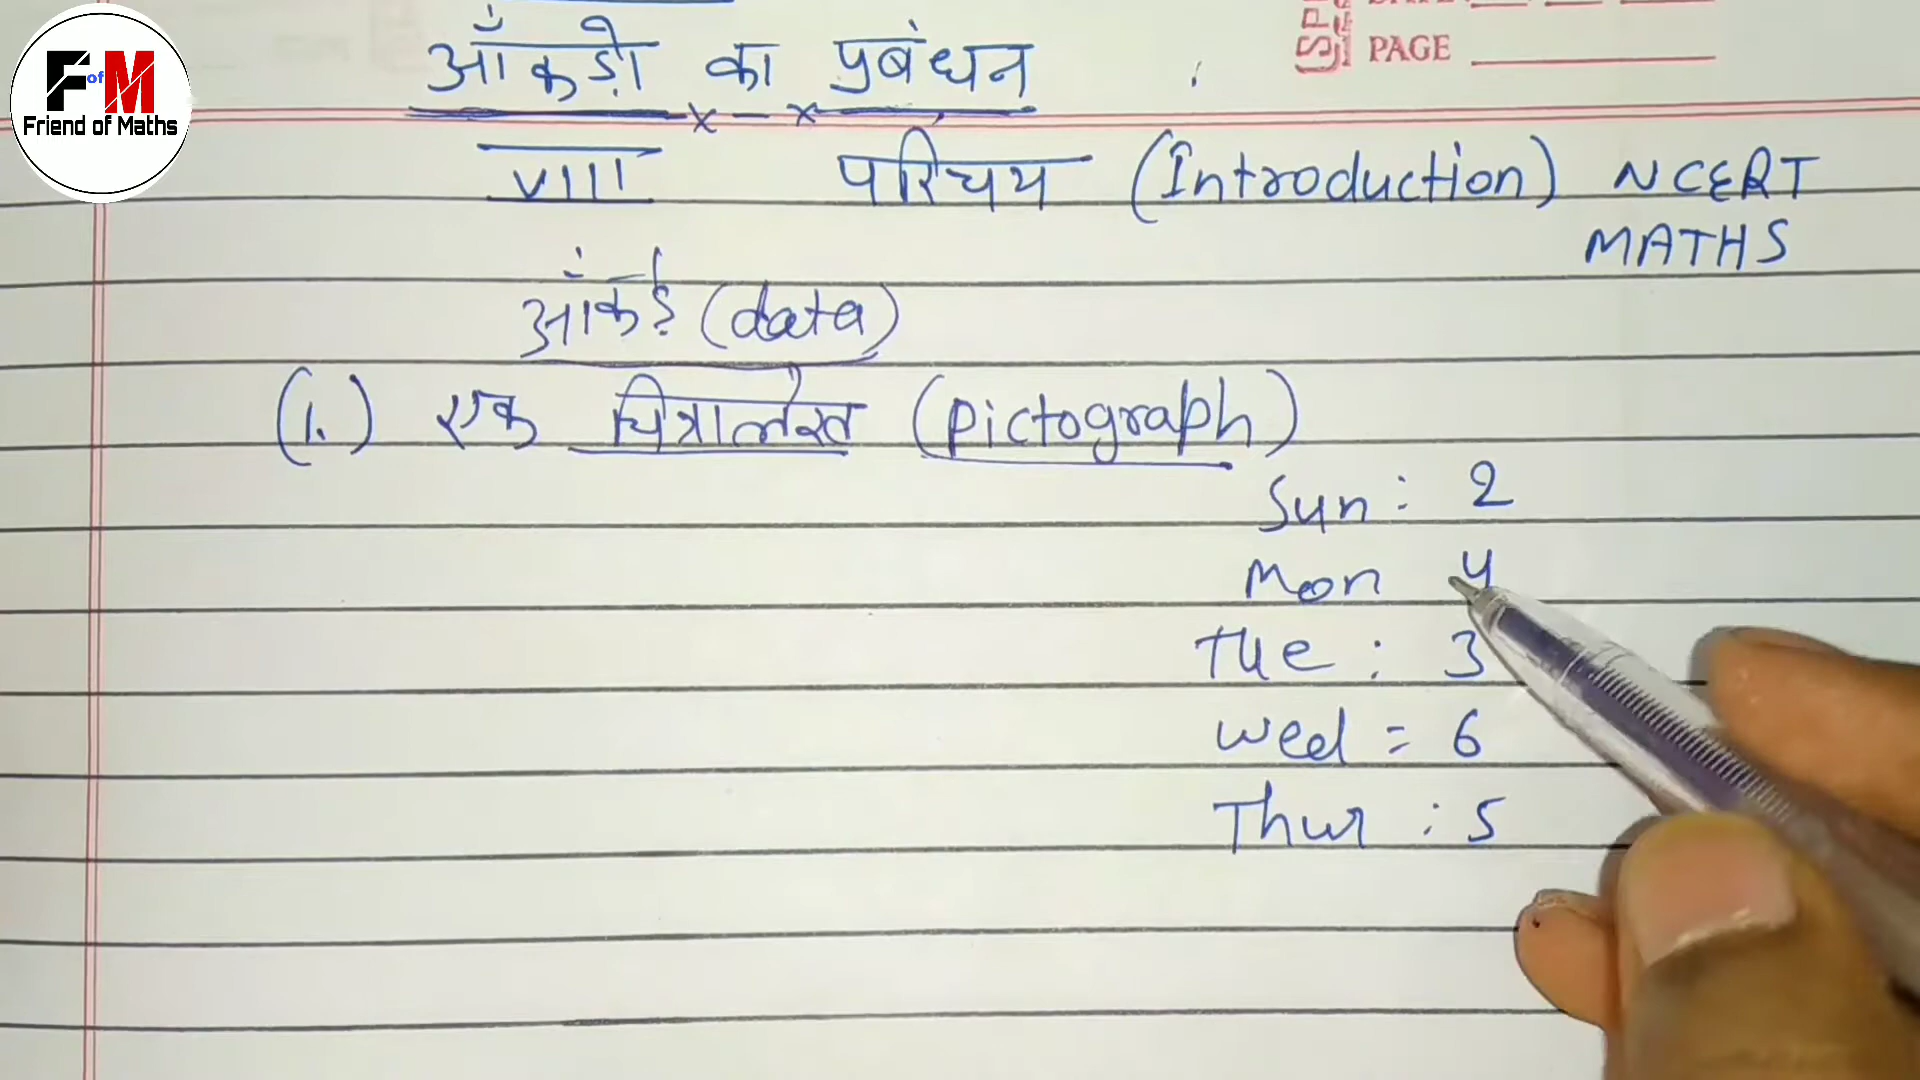 आँकड़ो का प्रबंधन
PAGE
F of M
Friend of Maths
VIII परिचय (Introduction) NCERT
MATHS
आंकड़े (data)
(1.) एक चित्रालेख (pictograph)
Sun : 2
Mon 4
Tue : 3
Wed = 6
Thur : 5